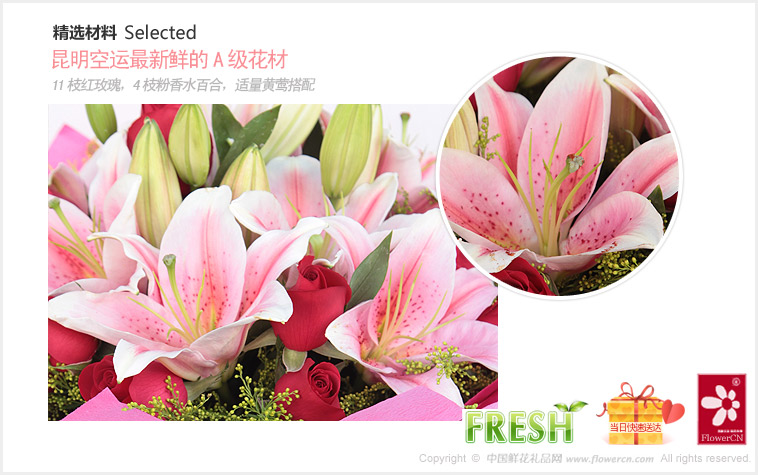 精选材料 Selected
昆明空运最新鲜的 A 级花材
11 枝红玫瑰，4 枝粉香水百合，适量黄莺搭配
FRESH
当日快速送达
FlowerCN
Copyright © 中国鲜花礼品网 www.flowercn.com All rights reserved.